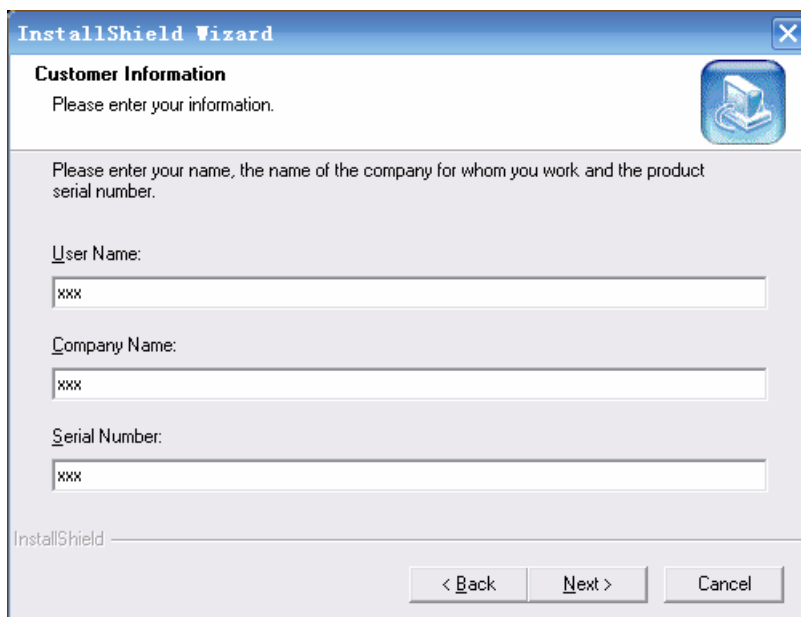 InstallShield Wizard
Customer Information
Please enter your information.
Please enter your name, the name of the company for whom you work and the product
serial number.
User Name:
xxx
Company Name:
xxx
Serial Number:
xxx
InstallShield
< Back Next > Cancel